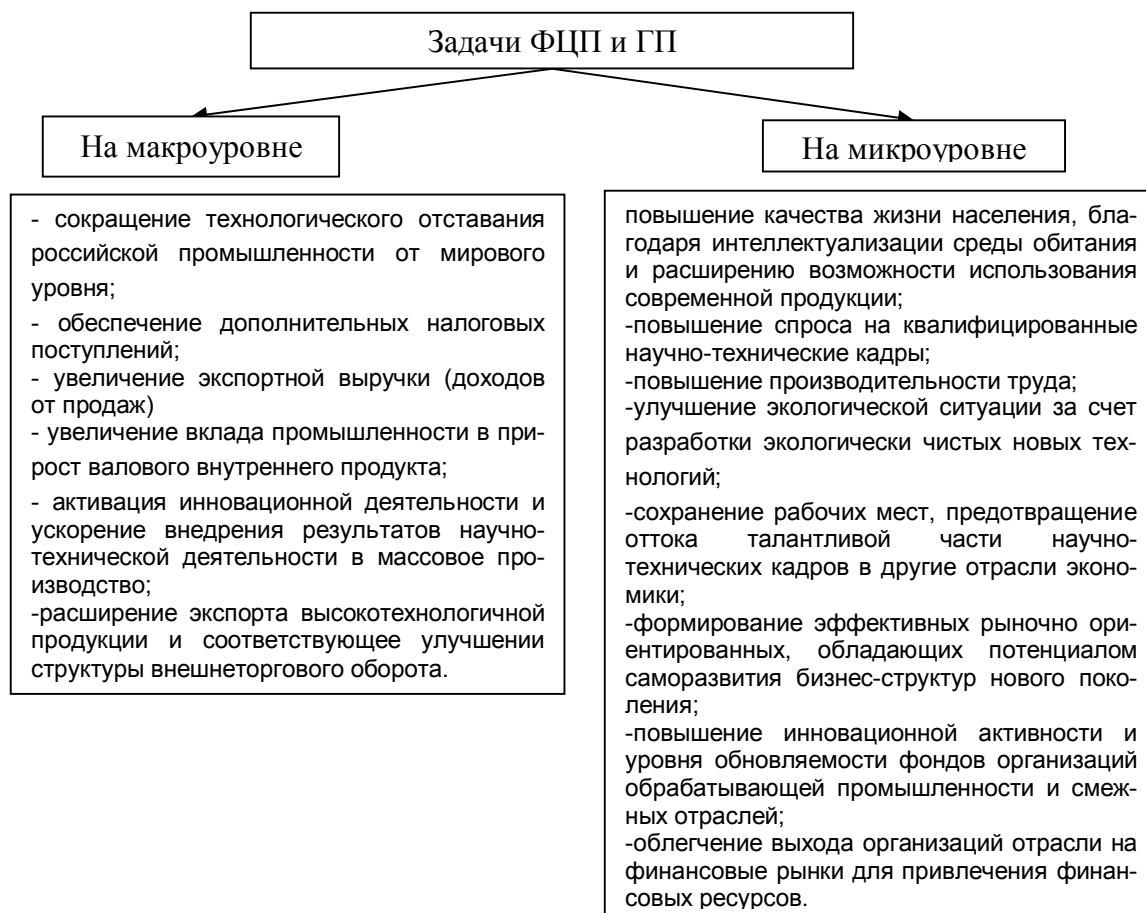 Задачи ФЦП и ГП
На макроуровне
На микроуровне
- сокращение технологического отставания
российской промышленности от мирового
уровня;
- обеспечение дополнительных налоговых
поступлений;
- увеличение экспортной выручки (доходов
от продаж)
- увеличение вклада промышленности в при-
рост валового внутреннего продукта;
- активация инновационной деятельности и
ускорение внедрения результатов научно-
технической деятельности в массовое про-
изводство;
-расширение экспорта высокотехнологичной
продукции и соответствующее улучшении
структуры внешнеторгового оборота.
повышение качества жизни населения, бла-
годаря интеллектуализации среды обитания
и расширению возможности использования
современной продукции;
-повышение спроса на квалифицированные
научно-технические кадры;
-повышение производительности труда;
-улучшение экологической ситуации за счет
разработки экологически чистых новых тех-
нологий;
-сохранение рабочих мест, предотвращение
оттока талантливой части научно-
технических кадров в другие отрасли эконо-
мики;
-формирование эффективных рыночно ори-
ентированных, обладающих потенциалом
саморазвития бизнес-структур нового поко-
ления;
-повышение инновационной активности и
уровня обновляемости фондов организаций
обрабатывающей промышленности и смеж-
ных отраслей;
-облегчение выхода организаций отрасли на
финансовые рынки для привлечения финан-
совых ресурсов.